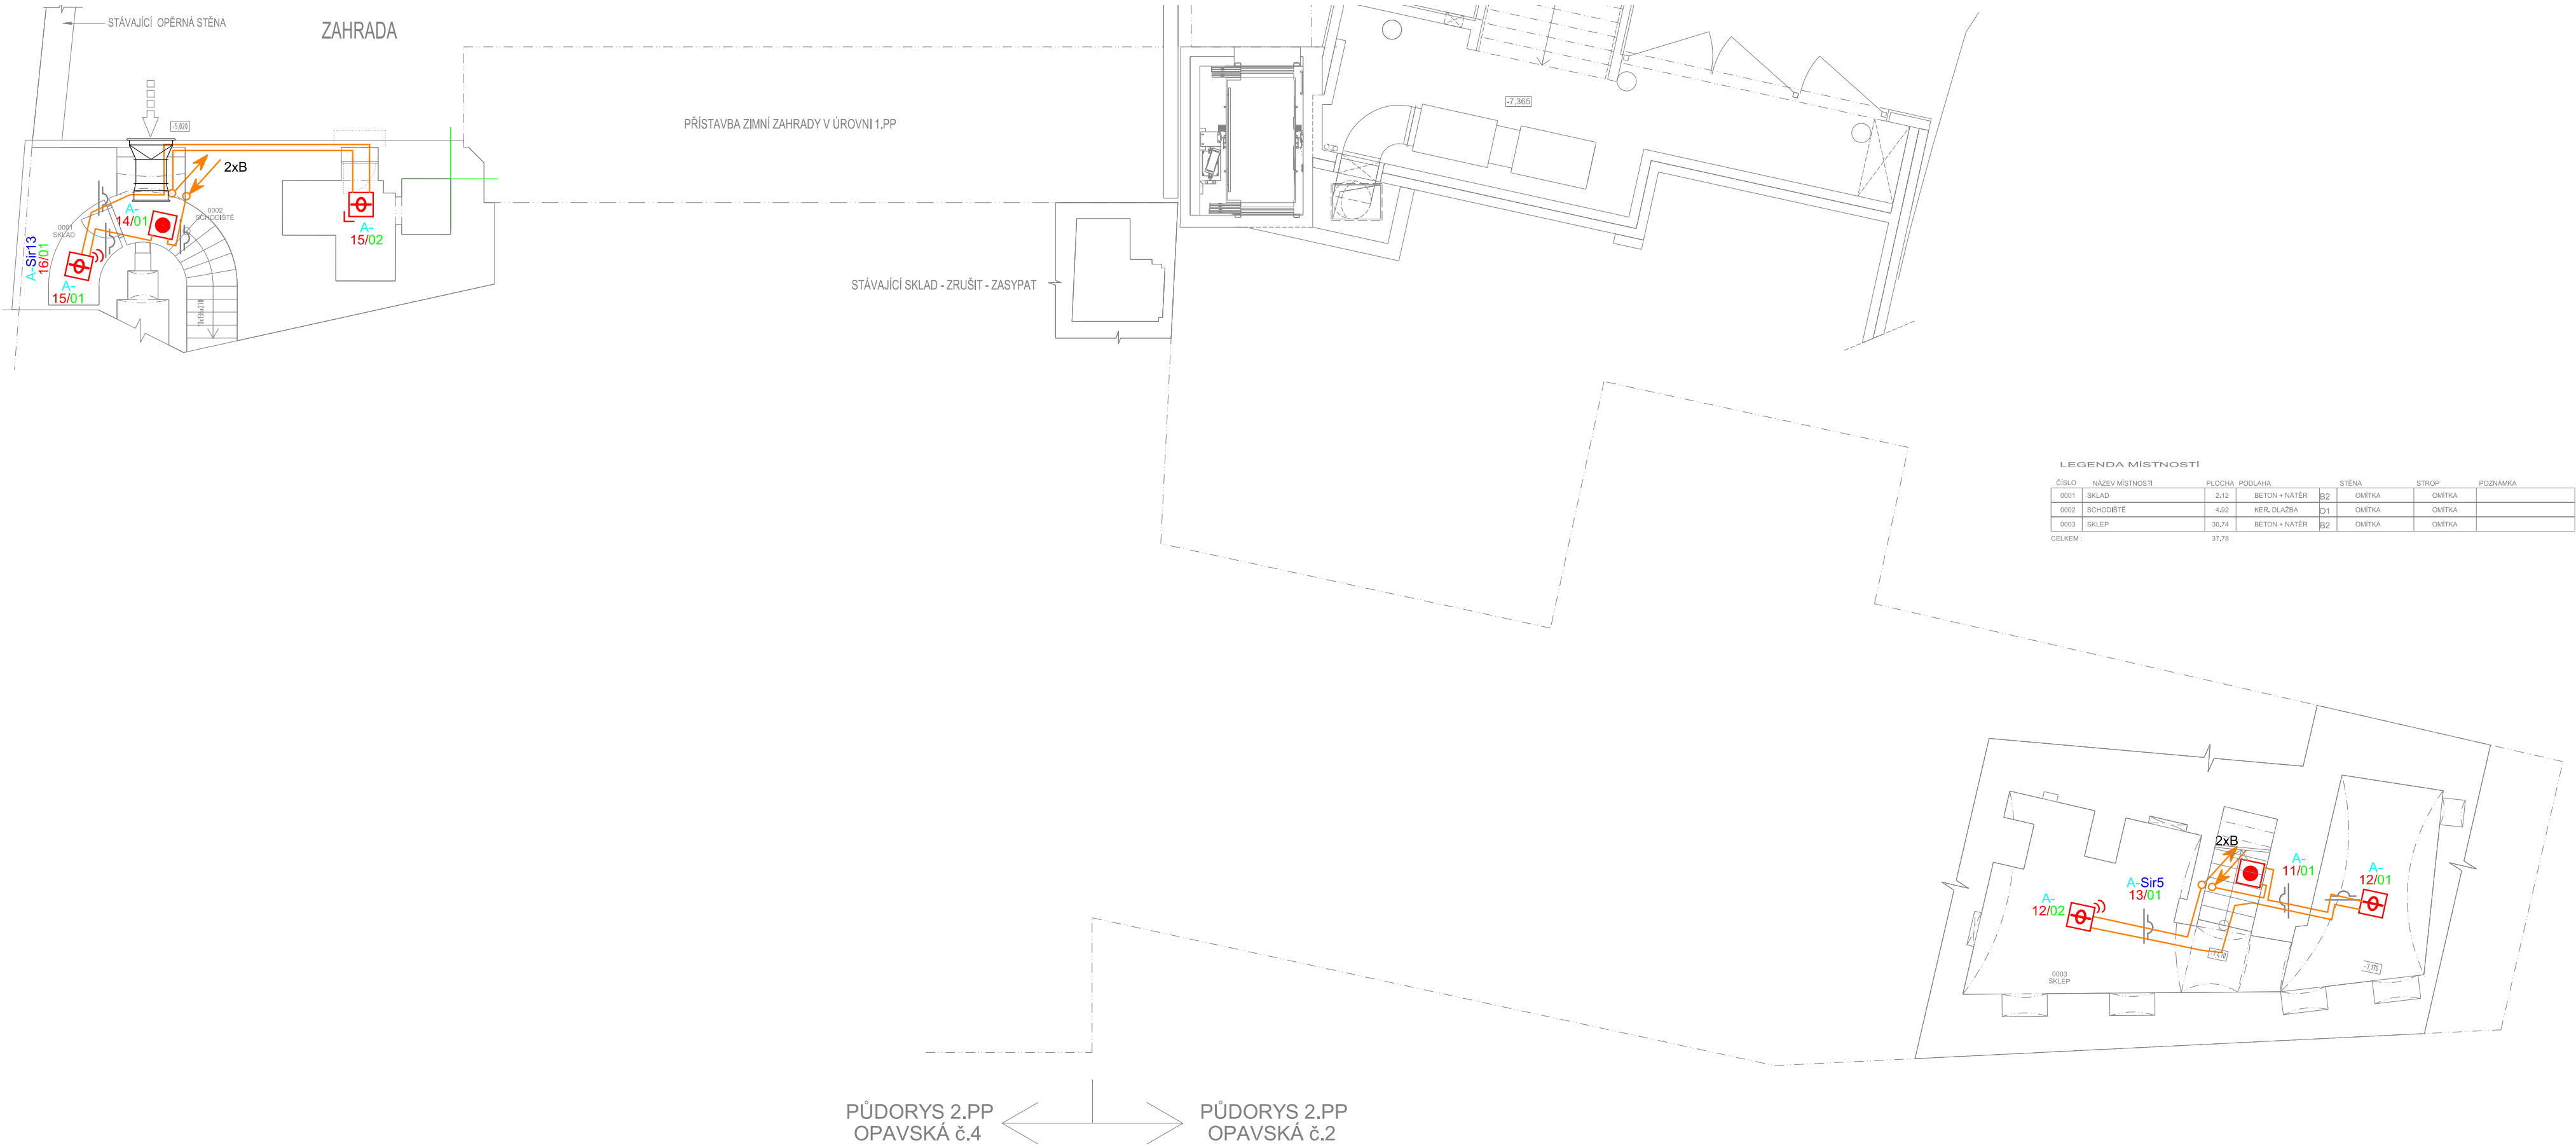 STÁVAJÍCÍ OPĚRNÁ STĚNA
ZAHRADA
-5,020
2xB
PŘÍSTAVBA ZIMNÍ ZAHRADY V ÚROVNI 1.PP
-7,365
0001
SKLAD
0002
SCHODIŠTĚ
A-
14/01
A-Sir13
16/01
A-
15/01
A-
15/02
STÁVAJÍCÍ SKLAD - ZRUŠIT - ZASYPAT
LEGENDA MÍSTNOSTÍ
ČÍSLO NÁZEV MÍSTNOSTI PLOCHA PODLAHA STĚNA STROP POZNÁMKA
0001 SKLAD 2,12 BETON + NÁTĚR B2 OMÍTKA OMÍTKA
0002 SCHODIŠTĚ 4,92 KER. DLAŽBA O1 OMÍTKA OMÍTKA
0003 SKLEP 30,74 BETON + NÁTĚR B2 OMÍTKA OMÍTKA
CELKEM : 37,78
2xB
A-
11/01
A-
12/01
A-Sir5
13/01
A-
12/02
-7,170
0003
SKLEP
PŮDORYS 2.PP
OPAVSKÁ č.4
PŮDORYS 2.PP
OPAVSKÁ č.2